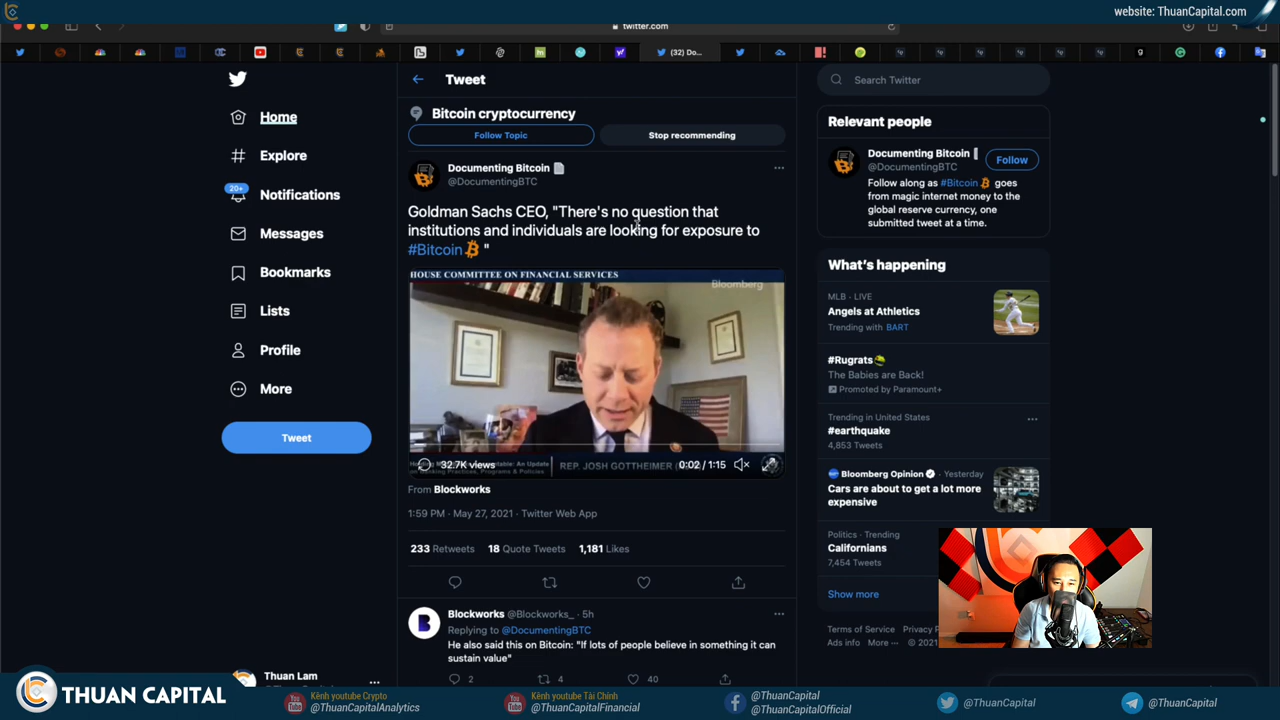 website: ThuanCapital.com
twitter.com
(32) Do...
Tweet
Search Twitter
Home
Explore
Notifications
20+
Messages
Bookmarks
Lists
Profile
More
Tweet
Bitcoin cryptocurrency
Follow Topic
Stop recommending
Documenting Bitcoin
@DocumentingBTC
Goldman Sachs CEO, "There's no question that
institutions and individuals are looking for exposure to
#Bitcoin "
HOUSE COMMITTEE ON FINANCIAL SERVICES
Bloomberg
32.7K views
REP. JOSH GOTTHEIMER
0:02 / 1:15
From Blockworks
1:59 PM · May 27, 2021 · Twitter Web App
233 Retweets 18 Quote Tweets 1,181 Likes
Blockworks @Blockworks_ · 5h
Replying to @DocumentingBTC
He also said this on Bitcoin: "If lots of people believe in something it can
sustain value"
2 4 40
Relevant people
Documenting Bitcoin
@DocumentingBTC
Follow
Follow along as #Bitcoin goes
from magic internet money to the
global reserve currency, one
submitted tweet at a time.
What's happening
MLB · LIVE
Angels at Athletics
Trending with BART
#Rugrats
The Babies are Back!
Promoted by Paramount+
Trending in United States
#earthquake
4,853 Tweets
Bloomberg Opinion · Yesterday
Cars are about to get a lot more
expensive
Politics · Trending
Californians
7,454 Tweets
Show more
Terms of Service Privacy
Ad info More ··· © 2021
Thuan Lam
THUAN CAPITAL
Kênh youtube Crypto
@ThuanCapitalAnalytics
Kênh youtube Tài Chính
@ThuanCapitalFinancial
@ThuanCapital
@ThuanCapitalOfficial
@ThuanCapital
@ThuanCapital